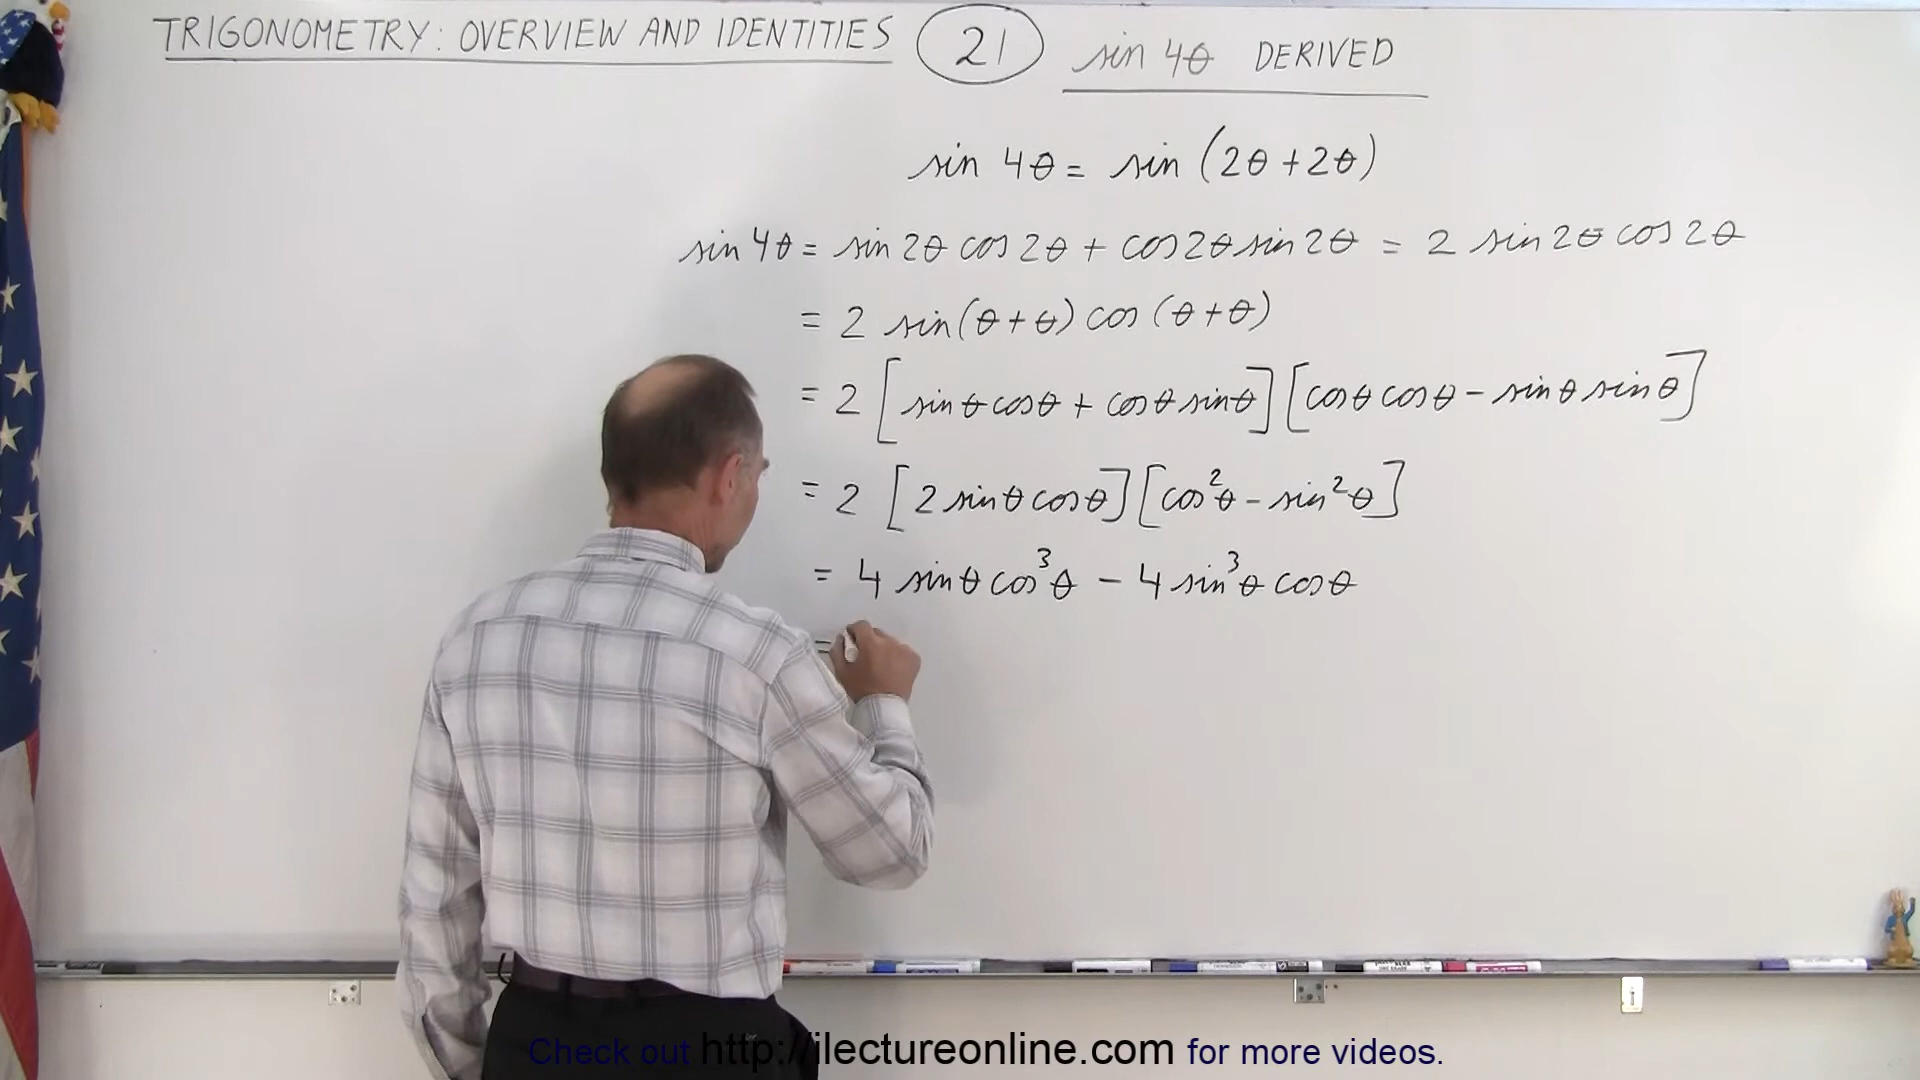 TRIGONOMETRY: OVERVIEW AND IDENTITIES 21 sin 4θ DERIVED
sin 4θ = sin (2θ + 2θ)
sin 4θ = sin 2θ cos 2θ + cos 2θ sin 2θ = 2 sin 2θ cos 2θ
= 2 sin(θ + θ) cos (θ + θ)
= 2 [sin θ cos θ + cos θ sin θ] [cos θ cos θ - sin θ sin θ]
= 2 [2 sin θ cos θ] [cos²θ - sin²θ]
= 4 sin θ cos³θ - 4 sin³θ cos θ
=
Check out http://ilectureonline.com for more videos.